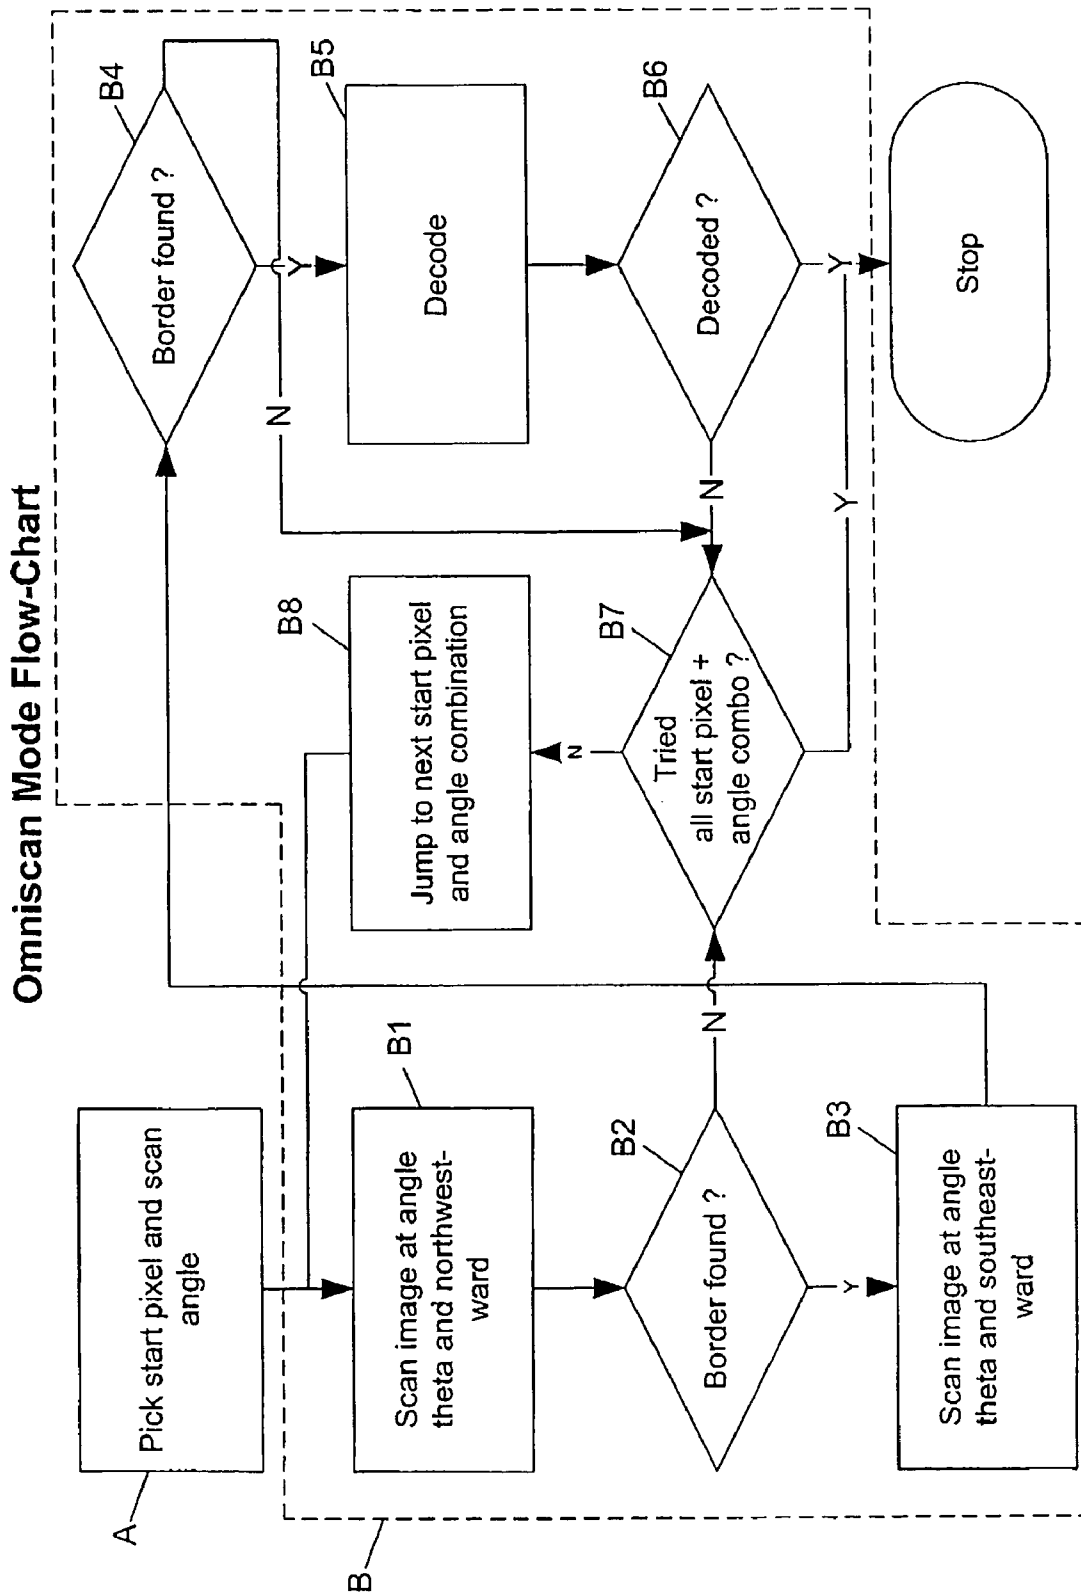 Omniscan Mode Flow-Chart
A
Pick start pixel and scan
angle
B
B1
Scan image at angle
theta and northwest-
ward
B2
Border found ?
N
Y
B3
Scan image at angle
theta and southeast-
ward
B8
Jump to next start pixel
and angle combination
N
B7
Tried
all start pixel +
angle combo ?
Y
B4
Border found ?
Y
N
B5
Decode
B6
Decoded ?
N
Y
Stop